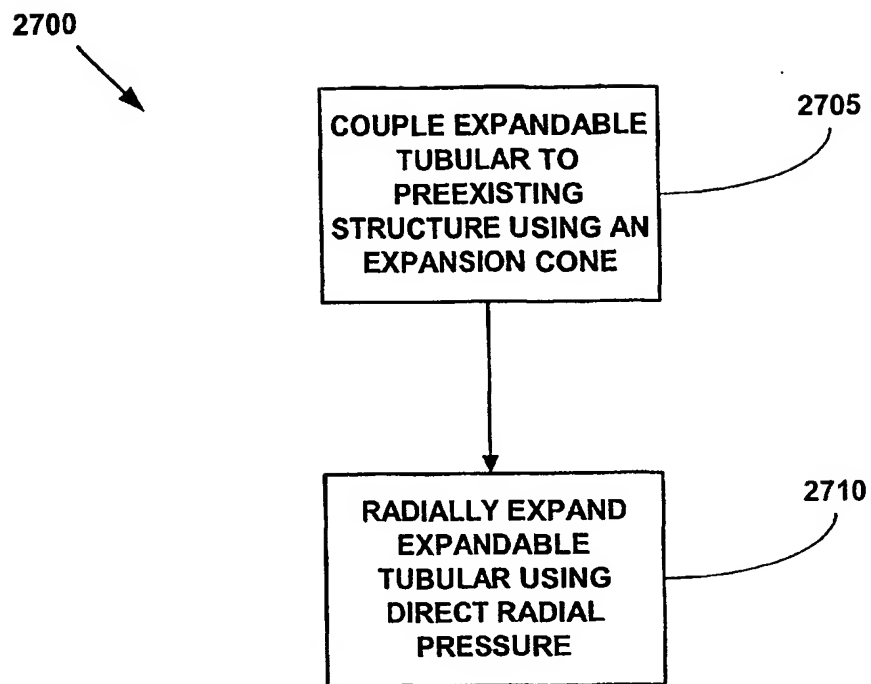 2700
2705
COUPLE EXPANDABLE
TUBULAR TO
PREEXISTING
STRUCTURE USING AN
EXPANSION CONE
2710
RADIALLY EXPAND
EXPANDABLE
TUBULAR USING
DIRECT RADIAL
PRESSURE